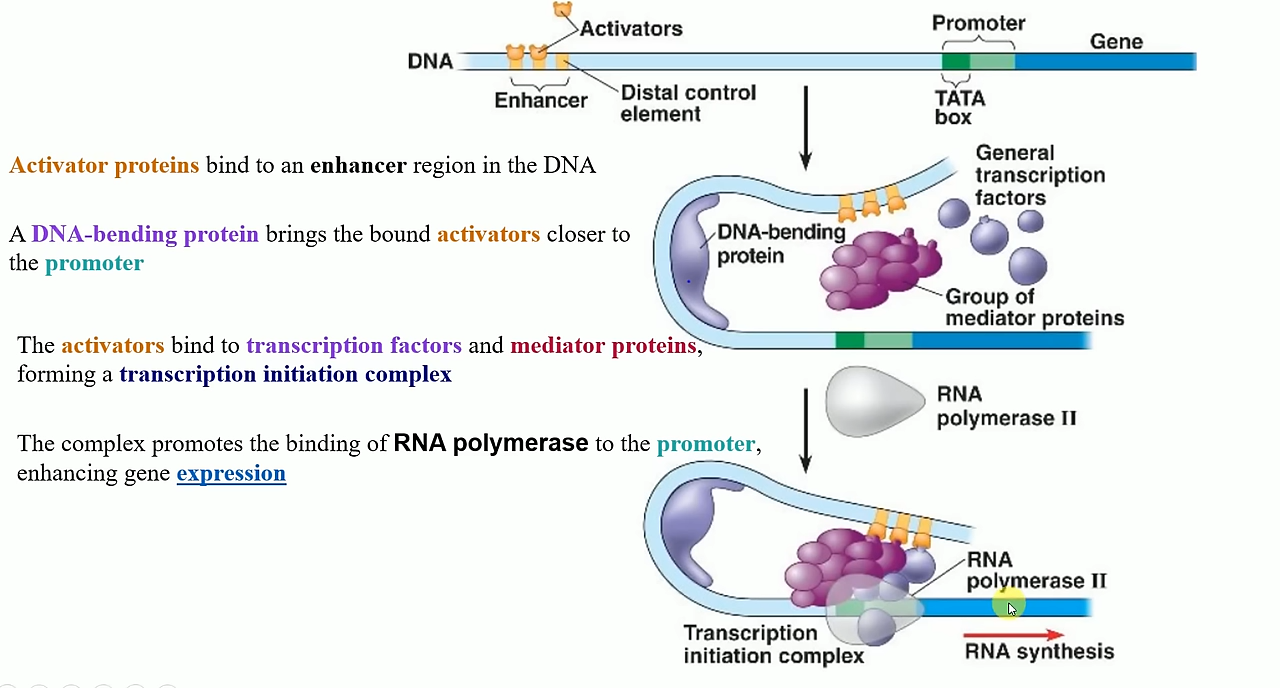 Activators
Promoter
Gene
DNA
Enhancer
Distal control
element
TATA
box
Activator proteins bind to an enhancer region in the DNA
General
transcription
factors
A DNA-bending protein brings the bound activators closer to
the promoter
DNA-bending
protein
Group of
mediator proteins
The activators bind to transcription factors and mediator proteins,
forming a transcription initiation complex
RNA
polymerase II
The complex promotes the binding of RNA polymerase to the promoter,
enhancing gene expression
RNA
polymerase II
Transcription
initiation complex
RNA synthesis